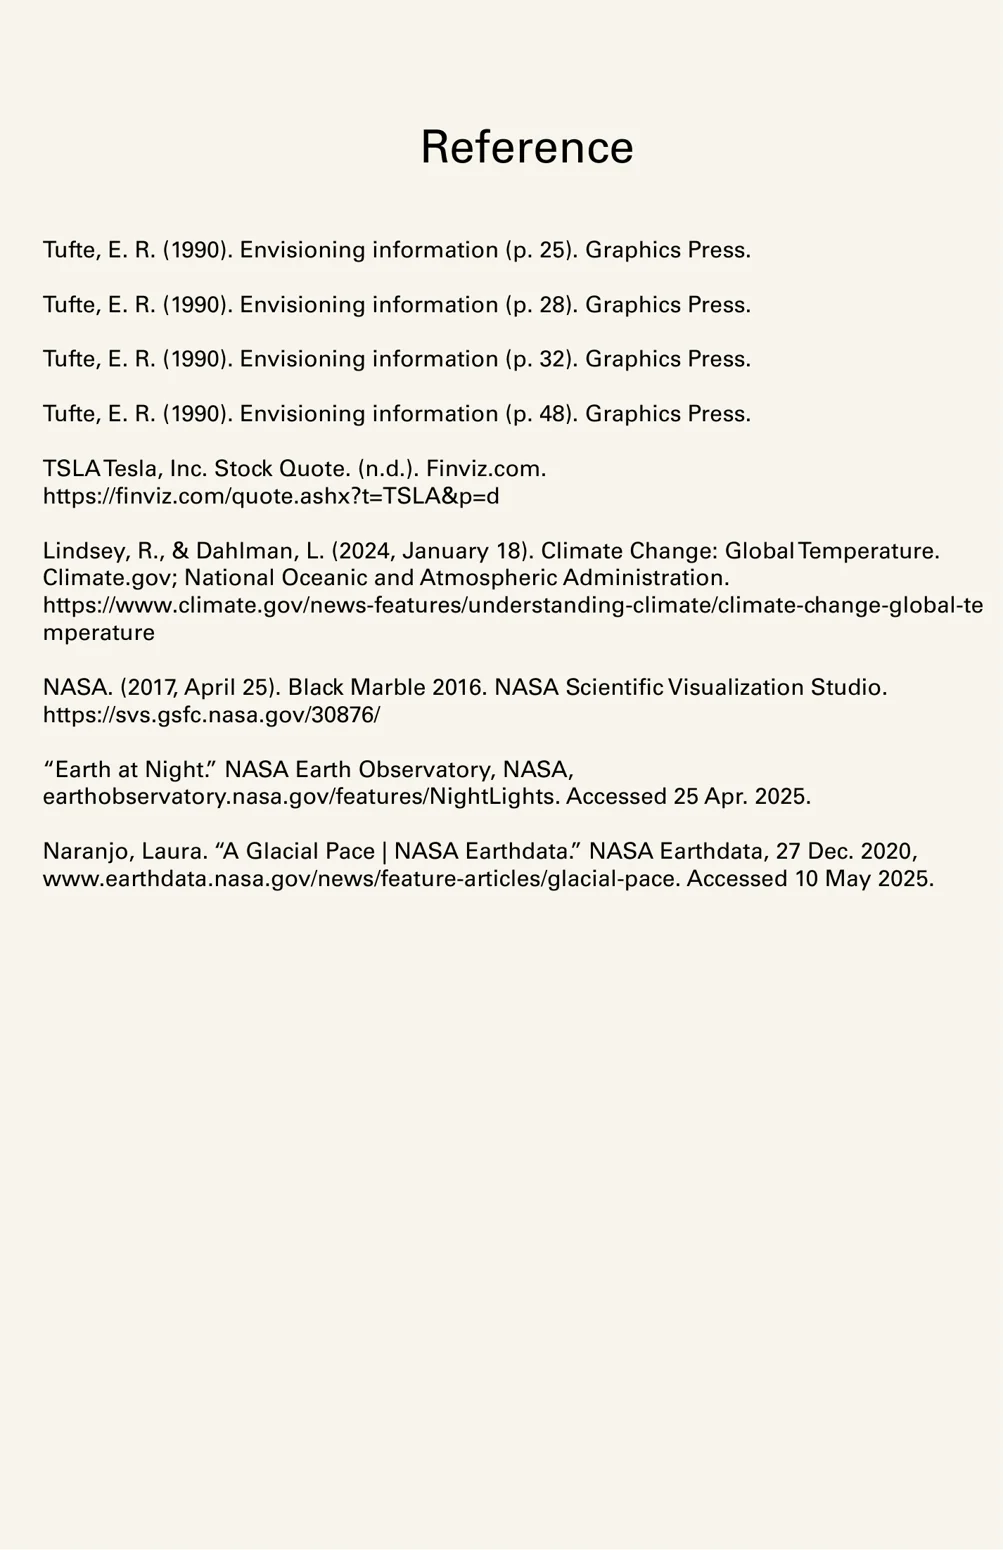 Reference
Tufte, E. R. (1990). Envisioning information (p. 25). Graphics Press.
Tufte, E. R. (1990). Envisioning information (p. 28). Graphics Press.
Tufte, E. R. (1990). Envisioning information (p. 32). Graphics Press.
Tufte, E. R. (1990). Envisioning information (p. 48). Graphics Press.
TSLA Tesla, Inc. Stock Quote. (n.d.). Finviz.com.
https://finviz.com/quote.ashx?t=TSLA&p=d
Lindsey, R., & Dahlman, L. (2024, January 18). Climate Change: Global Temperature.
Climate.gov; National Oceanic and Atmospheric Administration.
https://www.climate.gov/news-features/understanding-climate/climate-change-global-te
mperature
NASA. (2017, April 25). Black Marble 2016. NASA Scientific Visualization Studio.
https://svs.gsfc.nasa.gov/30876/
“Earth at Night.” NASA Earth Observatory, NASA,
earthobservatory.nasa.gov/features/NightLights. Accessed 25 Apr. 2025.
Naranjo, Laura. “A Glacial Pace | NASA Earthdata.” NASA Earthdata, 27 Dec. 2020,
www.earthdata.nasa.gov/news/feature-articles/glacial-pace. Accessed 10 May 2025.